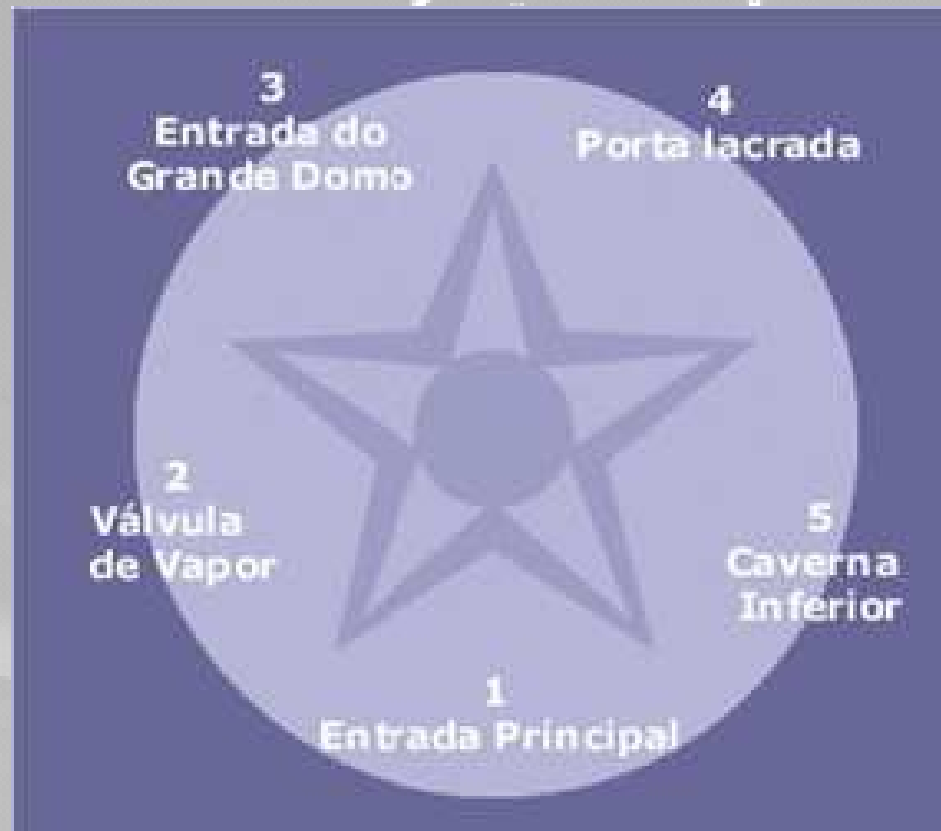 1
Entrada Principal
2
Válvula
de Vapor
3
Entrada do
Grande Domo
4
Porta lacrada
5
Caverna
Inferior